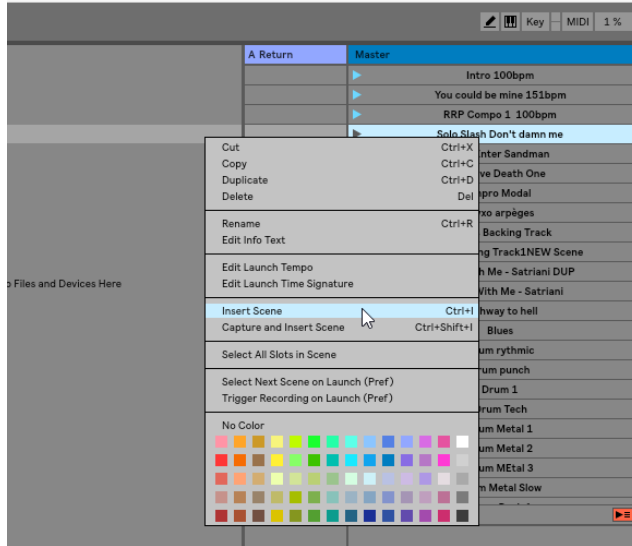 Key MIDI 1 %
A Return Master
Intro 100bpm
You could be mine 151bpm
RRP Compo 1 100bpm
Solo Slash Don't damn me
Cut Ctrl+X
nter Sandman
Copy Ctrl+C
Duplicate Ctrl+D
ve Death One
Delete Del
pro Modal
xo arpèges
Rename Ctrl+R
Backing Track
Edit Info Text
ng Track1NEW Scene
Edit Launch Tempo
h Me - Satriani DUP
o Files and Devices Here
Edit Launch Time Signature
With Me - Satriani
Insert Scene Ctrl+I
hway to hell
Capture and Insert Scene Ctrl+Shift+I
Blues
Select All Slots in Scene
um rythmic
rum punch
Select Next Scene on Launch (Pref)
Drum 1
Trigger Recording on Launch (Pref)
rum Tech
No Color
um Metal 1
um Metal 2
um MEtal 3
m Metal Slow